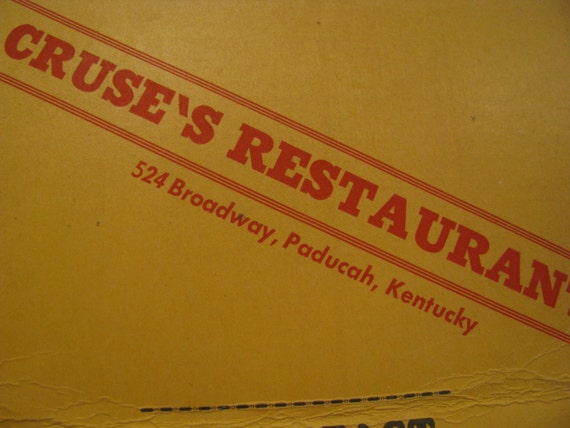 CRUSE'S RESTAURANT
524 Broadway, Paducah, Kentucky